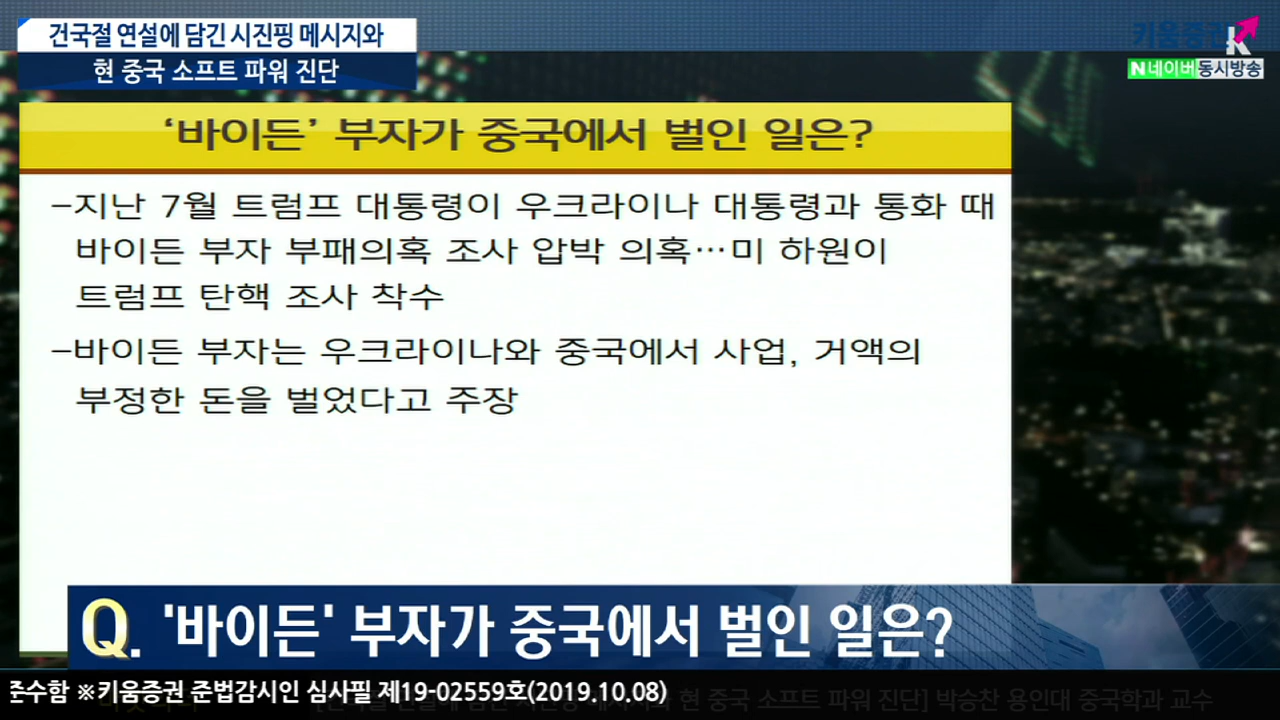 건국절 연설에 담긴 시진핑 메시지와
현 중국 소프트 파워 진단
키움증권
N 네이버 동시방송
'바이든' 부자가 중국에서 벌인 일은?
-지난 7월 트럼프 대통령이 우크라이나 대통령과 통화 때
바이든 부자 부패의혹 조사 압박 의혹…미 하원이
트럼프 탄핵 조사 착수
-바이든 부자는 우크라이나와 중국에서 사업, 거액의
부정한 돈을 벌었다고 주장
Q. '바이든' 부자가 중국에서 벌인 일은?
준수함 ※키움증권 준법감시인 심사필 제19-02559호(2019.10.08)
현 중국 소프트 파워 진단] 박승찬 용인대 중국학과 교수